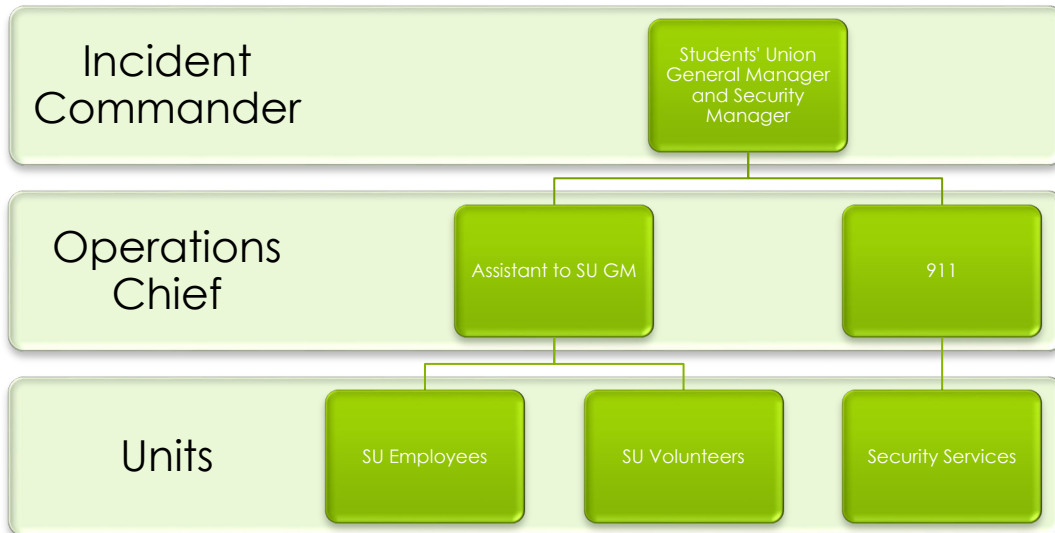 Incident
Commander
Students' Union
General Manager
and Security
Manager
Operations
Chief
Assistant to SU GM
911
Units
SU Employees
SU Volunteers
Security Services